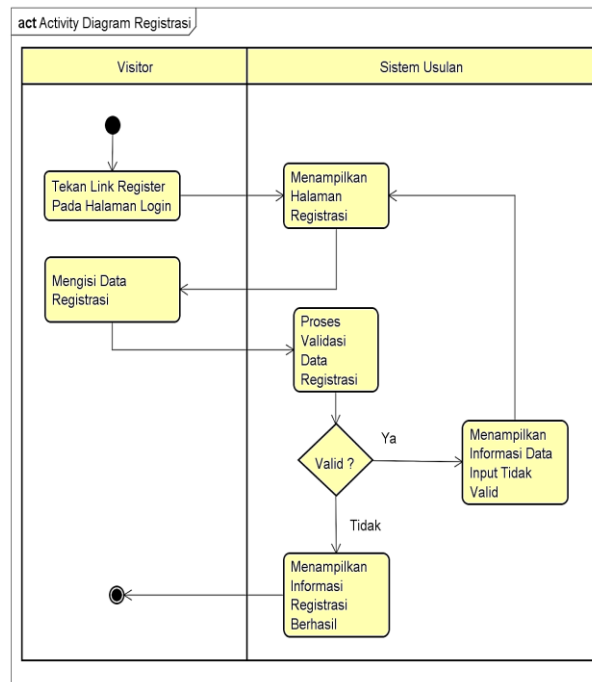 act Activity Diagram Registrasi
Visitor
Sistem Usulan
Tekan Link Register
Pada Halaman Login
Menampilkan
Halaman
Registrasi
Mengisi Data
Registrasi
Proses
Validasi
Data
Registrasi
Valid ?
Ya
Menampilkan
Informasi Data
Input Tidak
Valid
Tidak
Menampilkan
Informasi
Registrasi
Berhasil